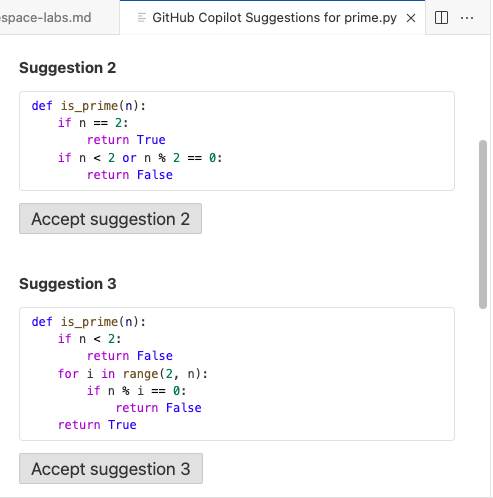 space-labs.md GitHub Copilot Suggestions for prime.py
Suggestion 2
def is_prime(n):
    if n == 2:
        return True
    if n < 2 or n % 2 == 0:
        return False
Accept suggestion 2
Suggestion 3
def is_prime(n):
    if n < 2:
        return False
    for i in range(2, n):
        if n % i == 0:
            return False
    return True
Accept suggestion 3